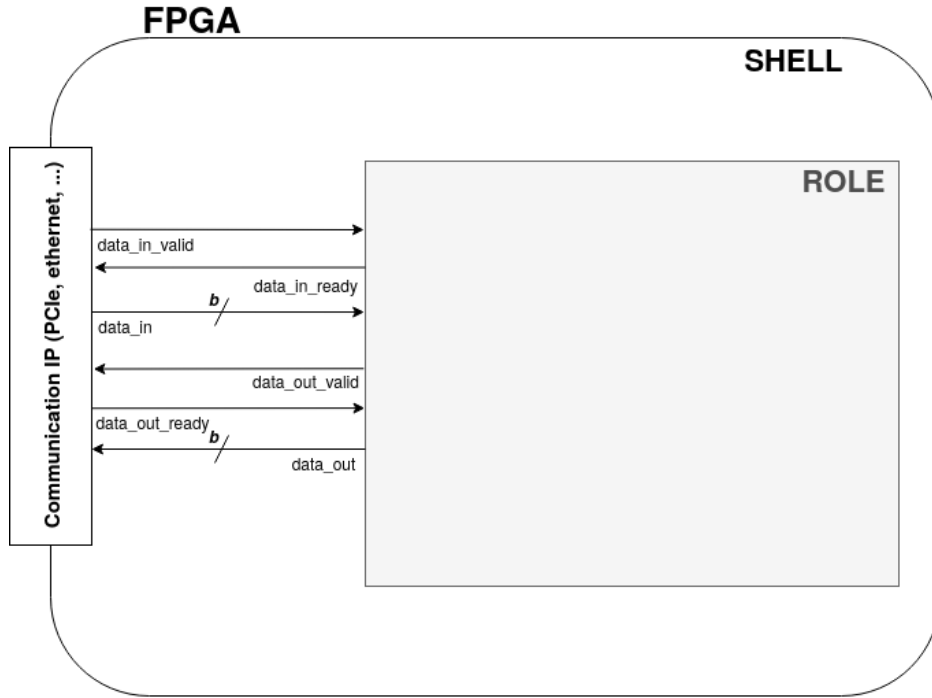 FPGA
SHELL
Communication IP (PCIe, ethernet, ...)
ROLE
data_in_valid
data_in_ready
b
data_in
data_out_valid
data_out_ready
b
data_out